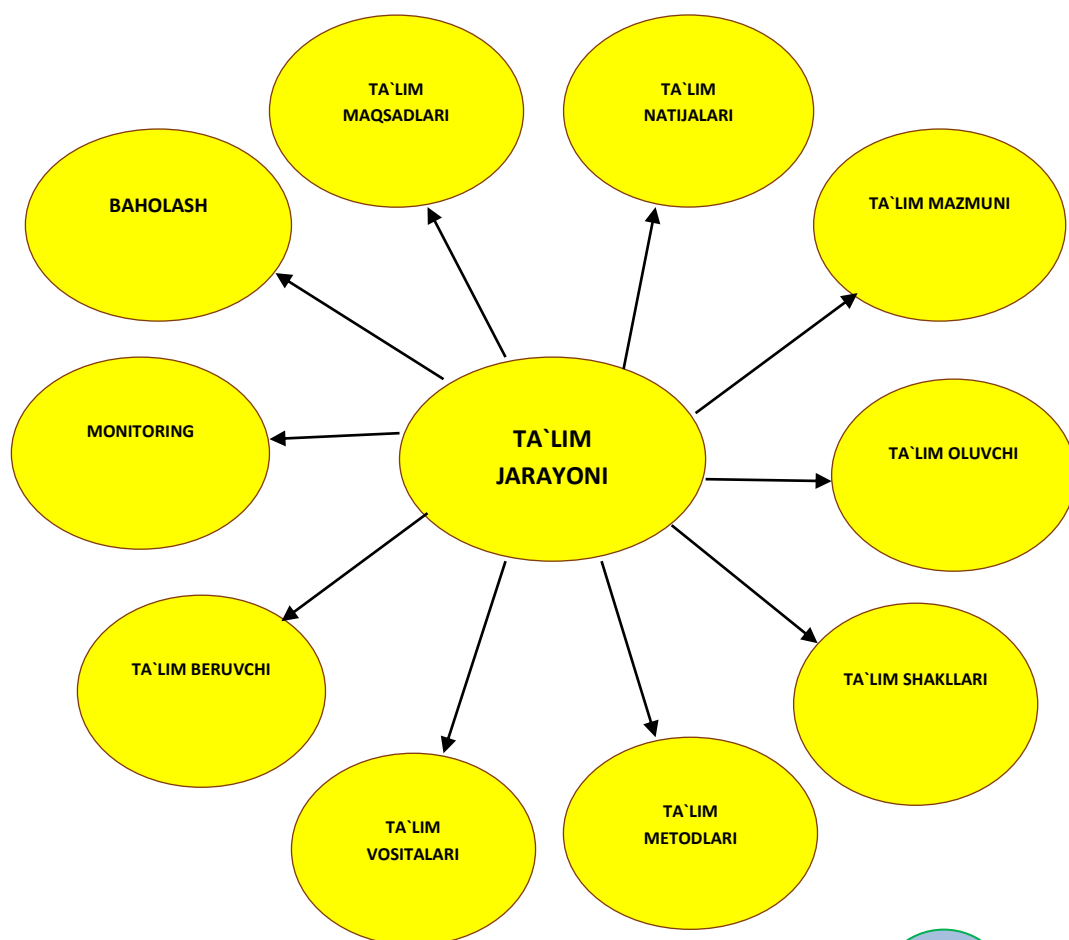 TA`LIM
MAQSADLARI
TA`LIM
NATIJALARI
BAHOLASH
TA`LIM MAZMUNI
MONITORING
TA`LIM
JARAYONI
TA`LIM OLUVCHI
TA`LIM BERUVCHI
TA`LIM SHAKLLARI
TA`LIM
VOSITALARI
TA`LIM
METODLARI